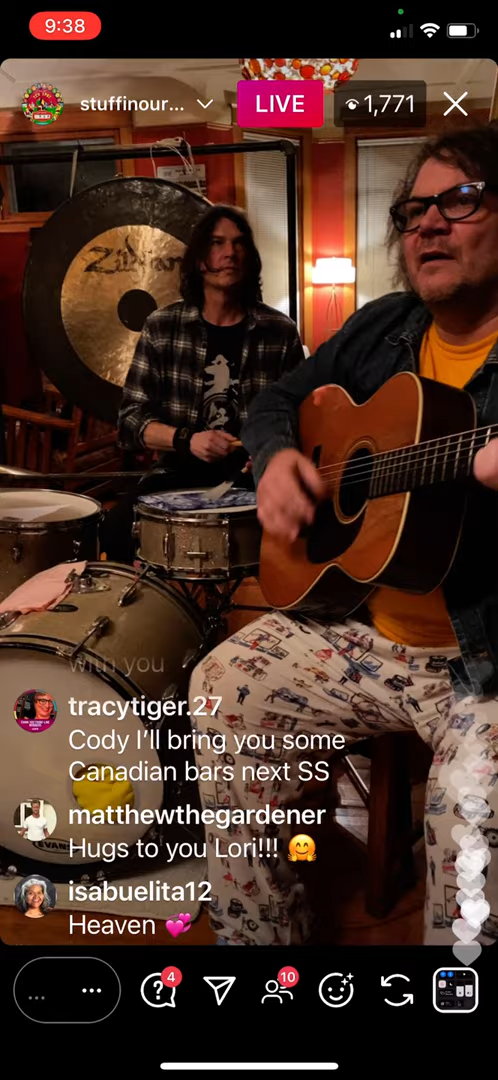 9:38
stuffinour...
LIVE
1,771
Zildjian
with you
tracytiger.27
Cody I'll bring you some
Canadian bars next SS
EVANS
matthewthegardener
Hugs to you Lori!!! 🤗
isabuelita12
Heaven 💞
...
...
4
10